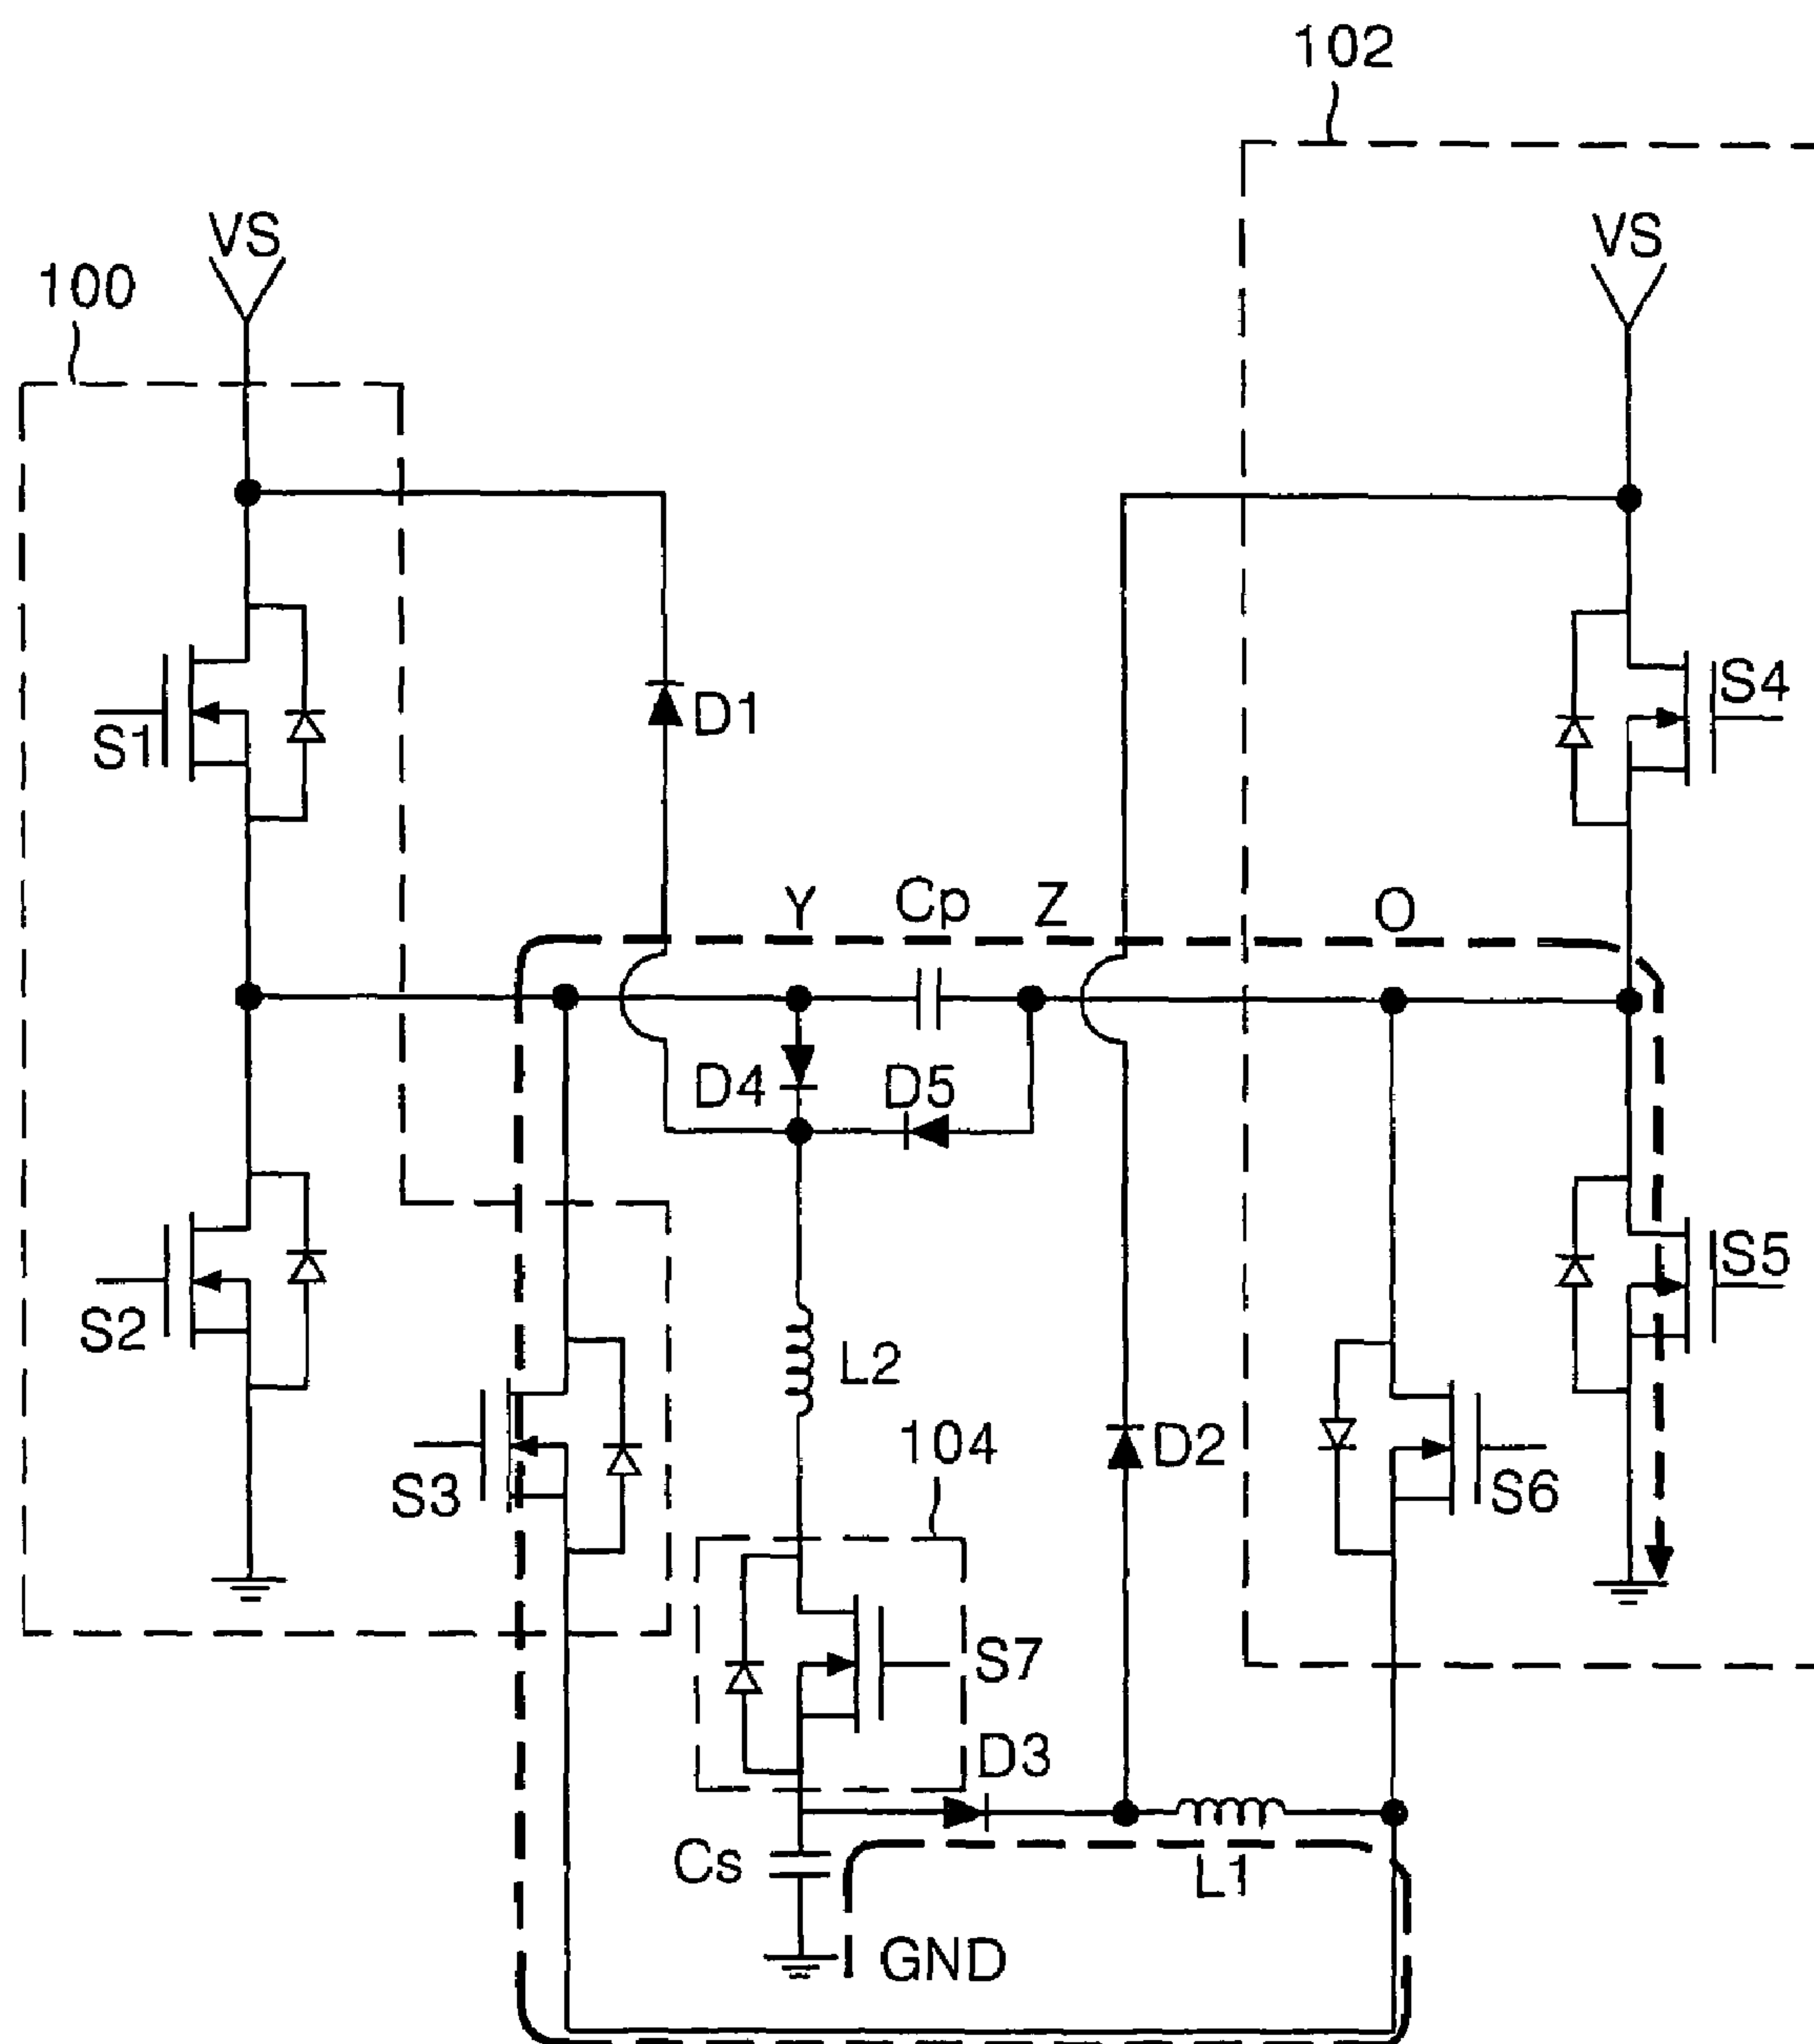 102
VS
VS
100
S1
D1
S4
Y
Cp
Z
O
D4
D5
S2
L2
S5
S3
104
D2
S6
S7
D3
Cs
L1
GND